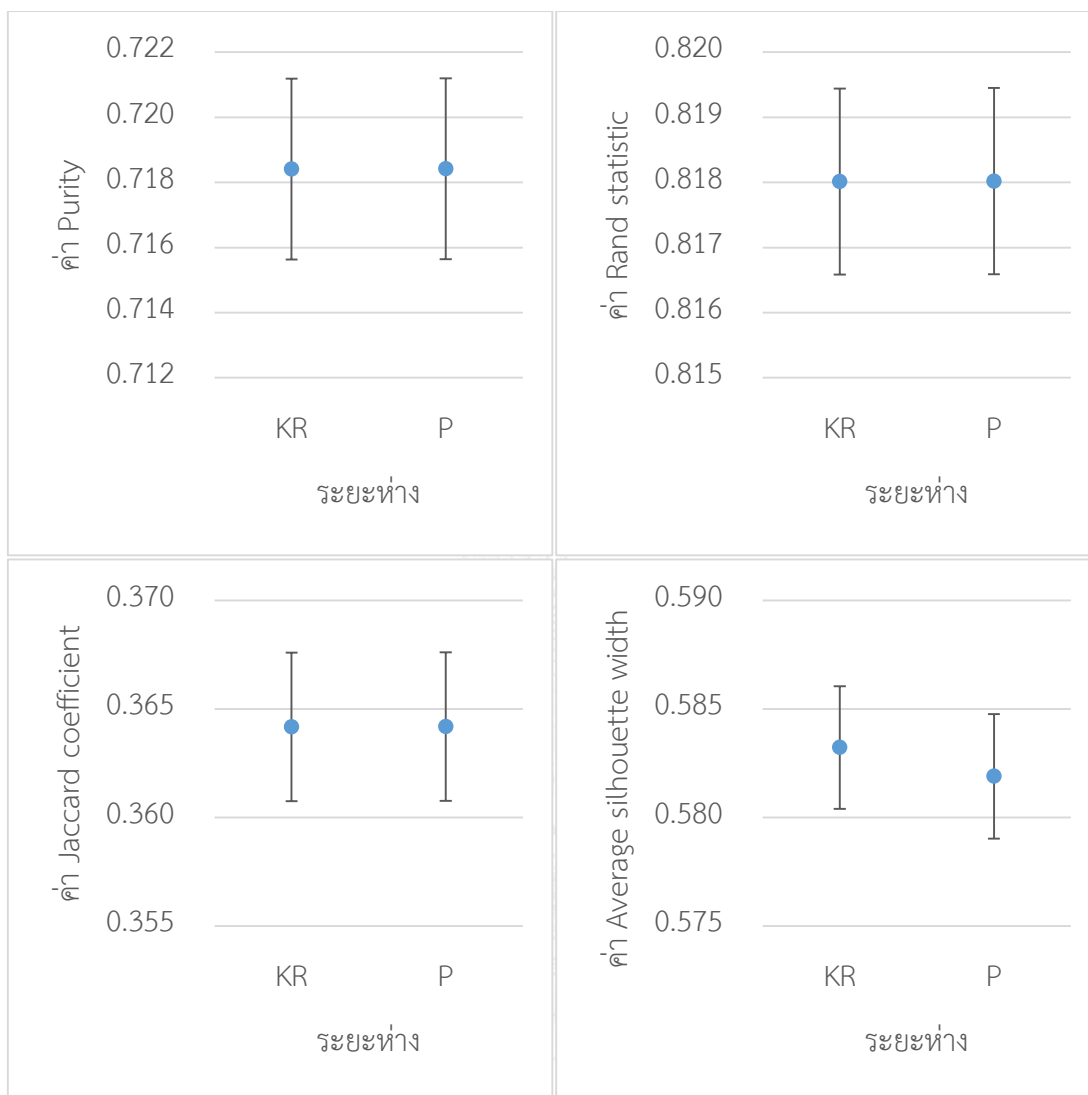 ค่า Purity
0.722
0.720
0.718
0.716
0.714
0.712
KR P
ระยะห่าง
ค่า Rand statistic
0.820
0.819
0.818
0.817
0.816
0.815
KR P
ระยะห่าง
ค่า Jaccard coefficient
0.370
0.365
0.360
0.355
KR P
ระยะห่าง
ค่า Average silhouette width
0.590
0.585
0.580
0.575
KR P
ระยะห่าง